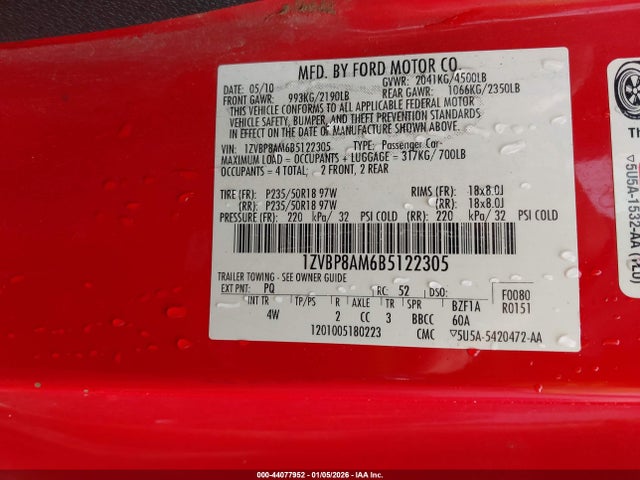 MFD. BY FORD MOTOR CO.
DATE: 05/10 GVWR: 2041KG/4500LB
FRONT GAWR: 993KG/2190LB REAR GAWR: 1066KG/2350LB
THIS VEHICLE CONFORMS TO ALL APPLICABLE FEDERAL MOTOR
VEHICLE SAFETY, BUMPER, AND THEFT PREVENTION STANDARDS
IN EFFECT ON THE DATE OF MANUFACTURE SHOWN ABOVE.
VIN: 1ZVBP8AM6B5122305 TYPE: Passenger Car-
MAXIMUM LOAD = OCCUPANTS + LUGGAGE = 317KG/ 700LB
OCCUPANTS = 4 TOTAL; = 2 FRONT, 2 REAR
TIRE (FR): P235/50R18 97W RIMS (FR): 18x8.0J
(RR): P235/50R18 97W (RR): 18x8.0J
PRESSURE (FR): 220 kPa/ 32 PSI COLD (RR): 220 kPa/ 32 PSI COLD
1ZVBP8AM6B5122305
TRAILER TOWING - SEE OWNER GUIDE
EXT PNT: PQ RC: 52 DSO: F0080
INT TR TP/PS R AXLE TR SPR BZF1A R0151
4W 2 CC 3 BBCC 60A
1201005180223 CMC ▽5U5A-5420472-AA
▽5U5A-1532-AA (PLU)
000-44077952 - 01/05/2026 - IAA Inc.